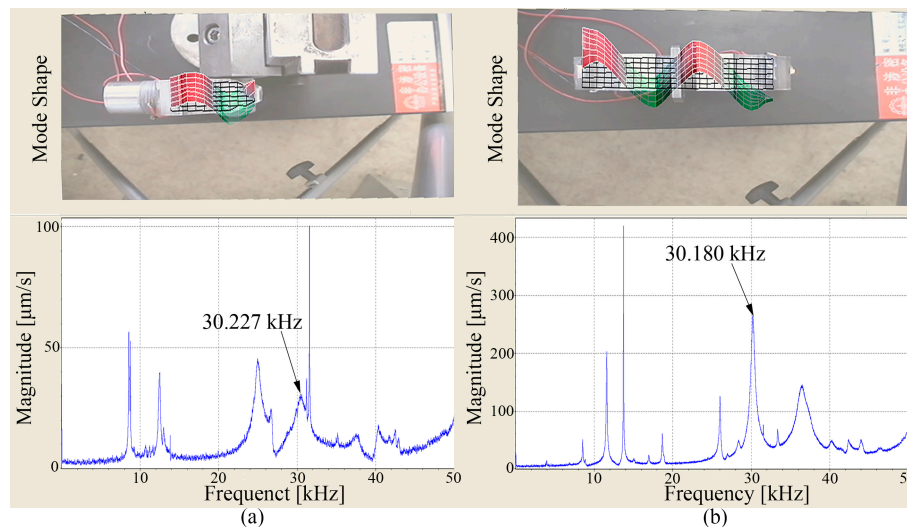 Mode Shape
Mode Shape
Magnitude [μm/s]
100
50
0
30.227 kHz
10
20
30
40
50
Frequenct [kHz]
(a)
Magnitude [μm/s]
400
300
200
100
0
30.180 kHz
10
20
30
40
50
Frequency [kHz]
(b)